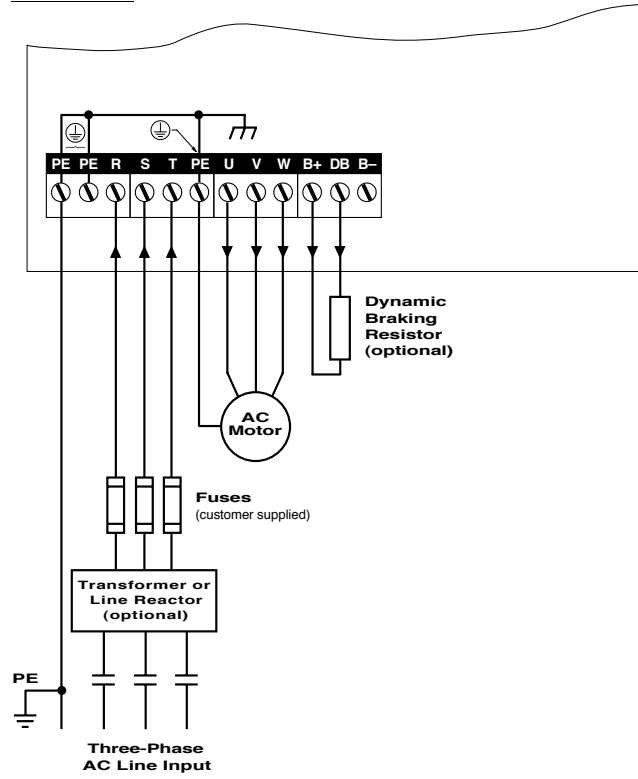 PE PE R S T PE U V W B+ DB B–
Dynamic
Braking
Resistor
(optional)
AC
Motor
Fuses
(customer supplied)
Transformer or
Line Reactor
(optional)
PE
Three-Phase
AC Line Input